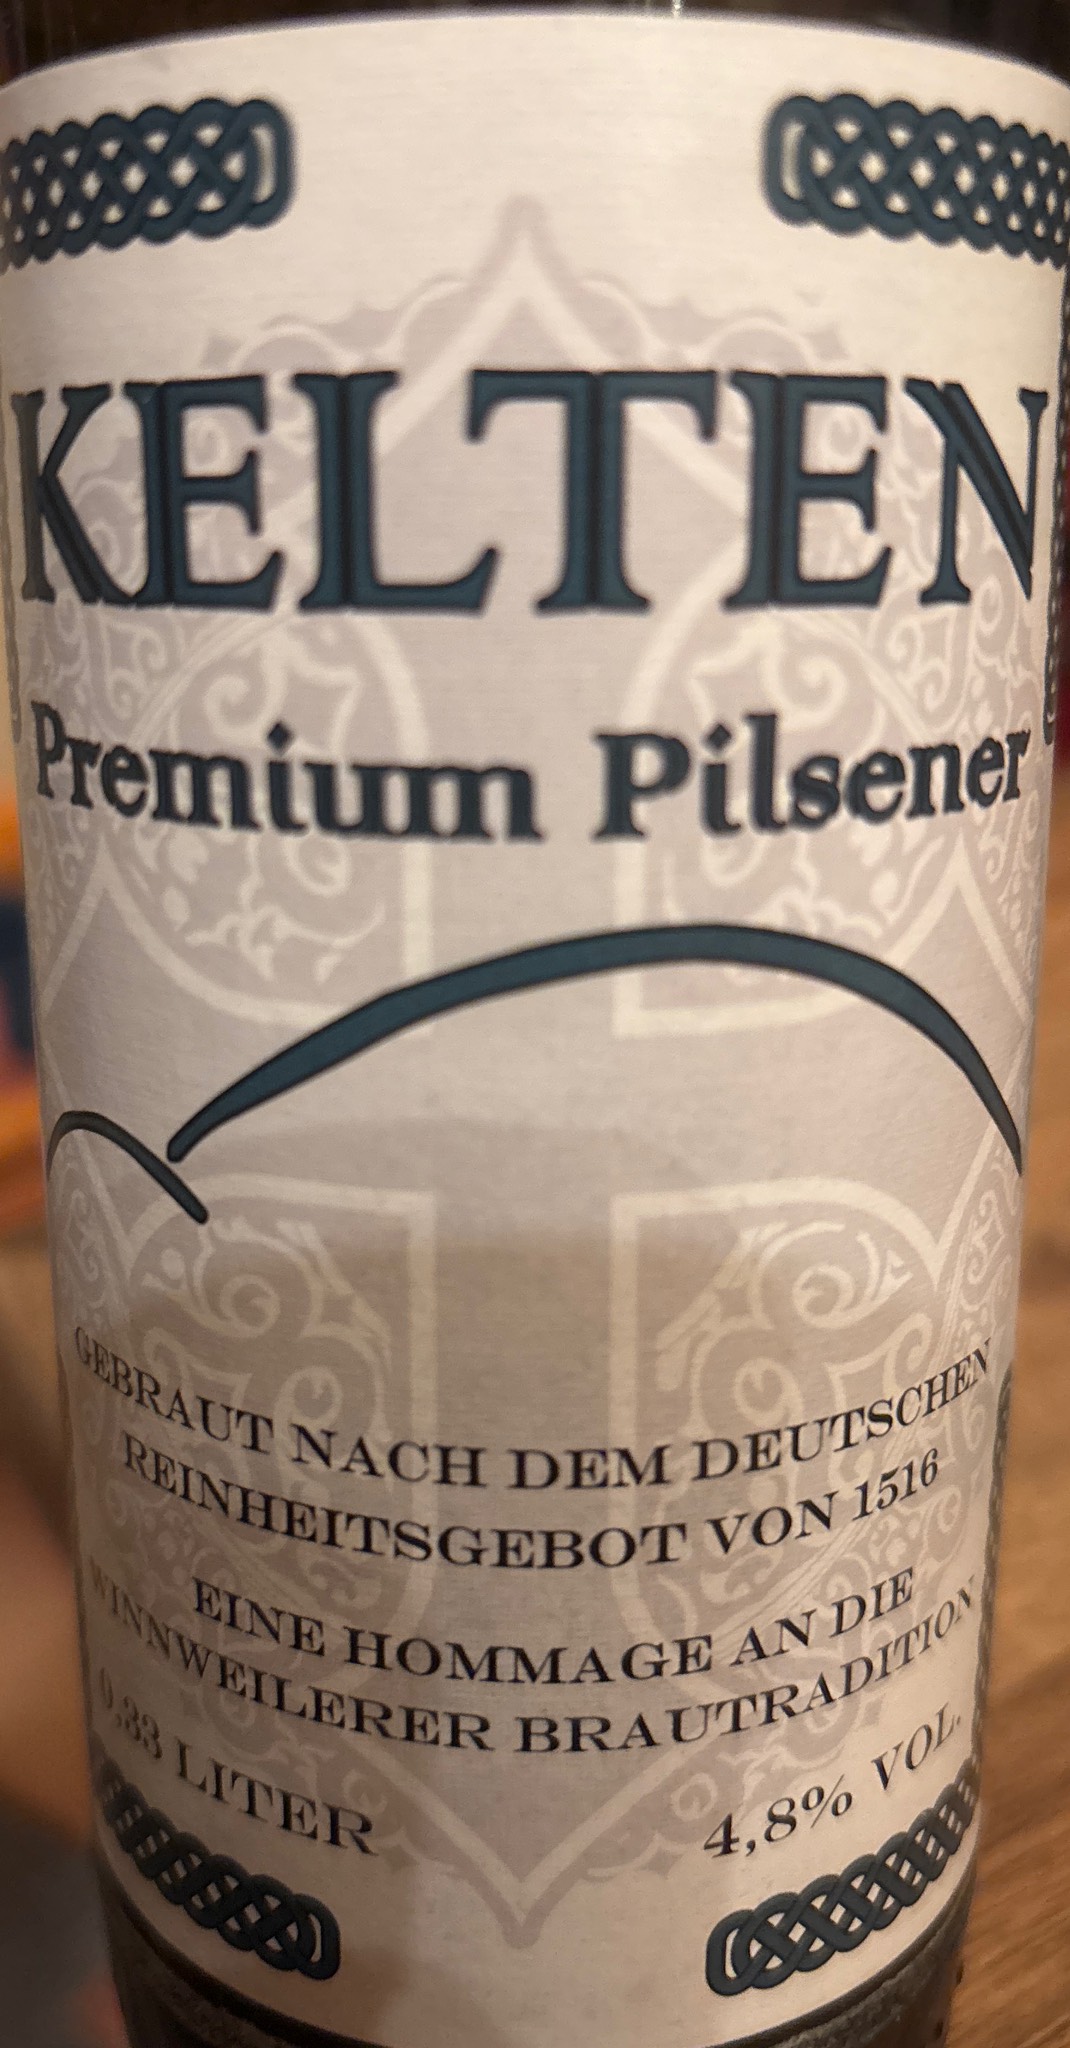 KELTEN
Premium Pilsener
GEBRAUT NACH DEM DEUTSCHEN
REINHEITSGEBOT VON 1516
EINE HOMMAGE AN DIE
WINNWEILERER BRAUTRADITION
0,33 LITER
4,8% VOL.